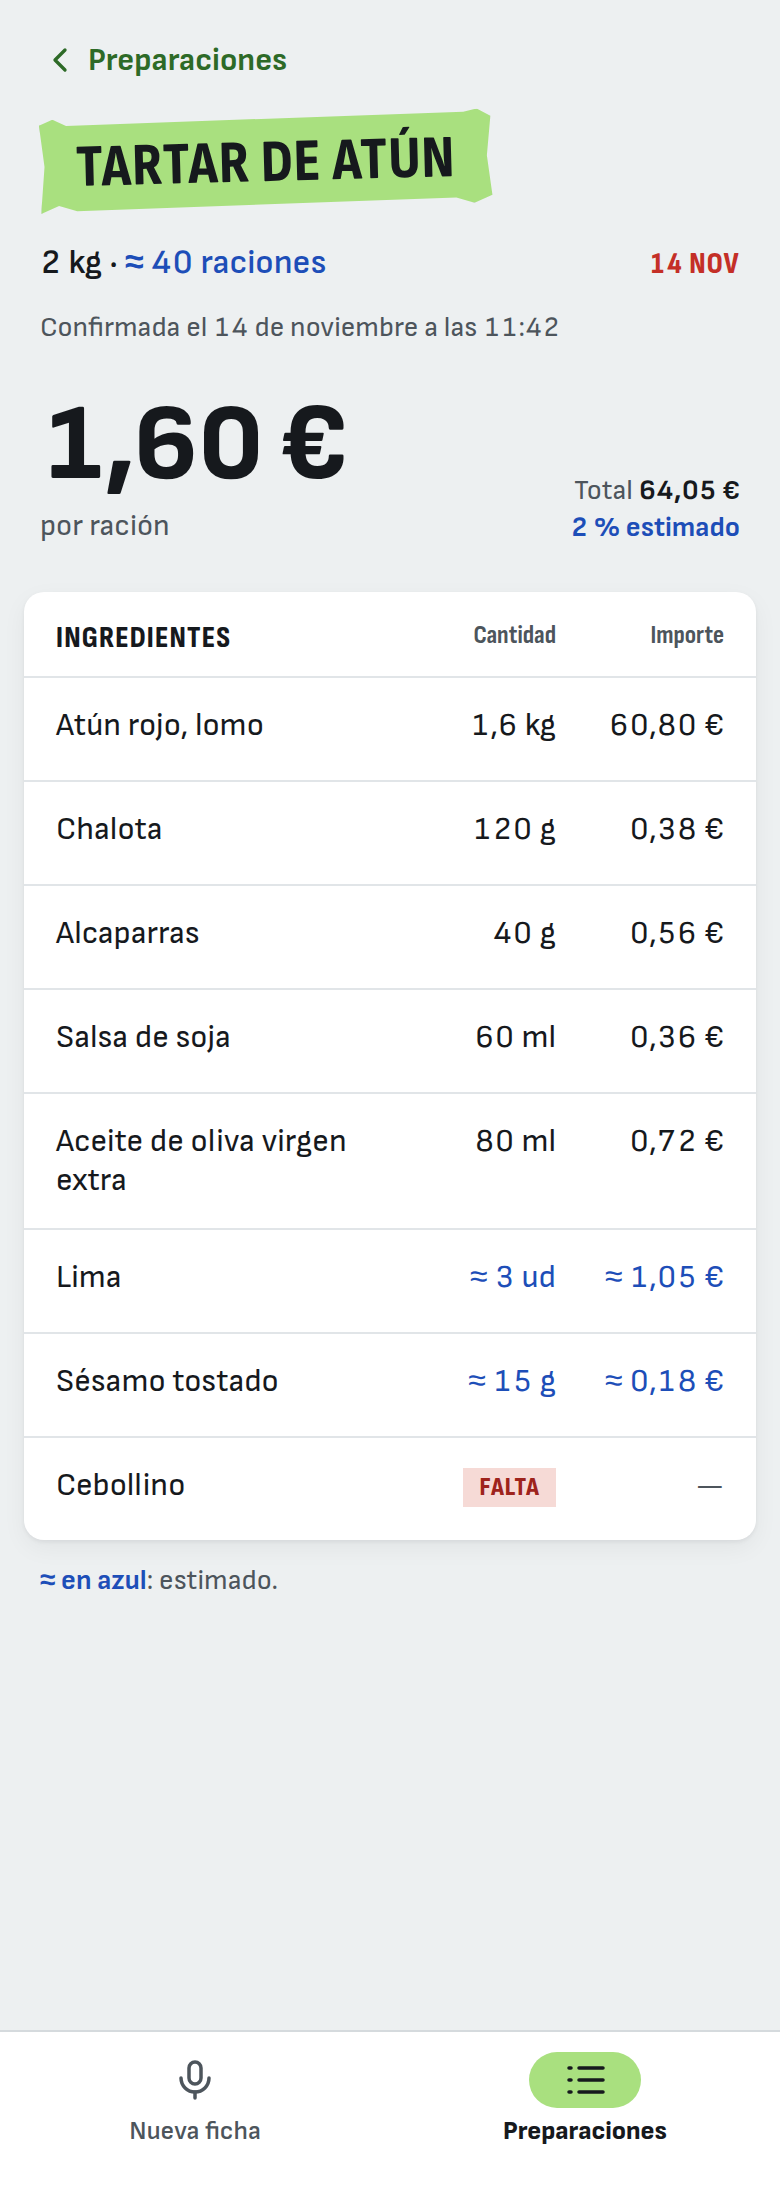 Preparaciones
TARTAR DE ATÚN
2 kg · ≈ 40 raciones 14 NOV
Confirmada el 14 de noviembre a las 11:42
1,60 €
por ración
Total 64,05 €
2 % estimado
INGREDIENTES Cantidad Importe
Atún rojo, lomo 1,6 kg 60,80 €
Chalota 120 g 0,38 €
Alcaparras 40 g 0,56 €
Salsa de soja 60 ml 0,36 €
Aceite de oliva virgen 80 ml 0,72 €
extra
Lima ≈ 3 ud ≈ 1,05 €
Sésamo tostado ≈ 15 g ≈ 0,18 €
Cebollino FALTA —
≈ en azul: estimado.
Nueva ficha Preparaciones